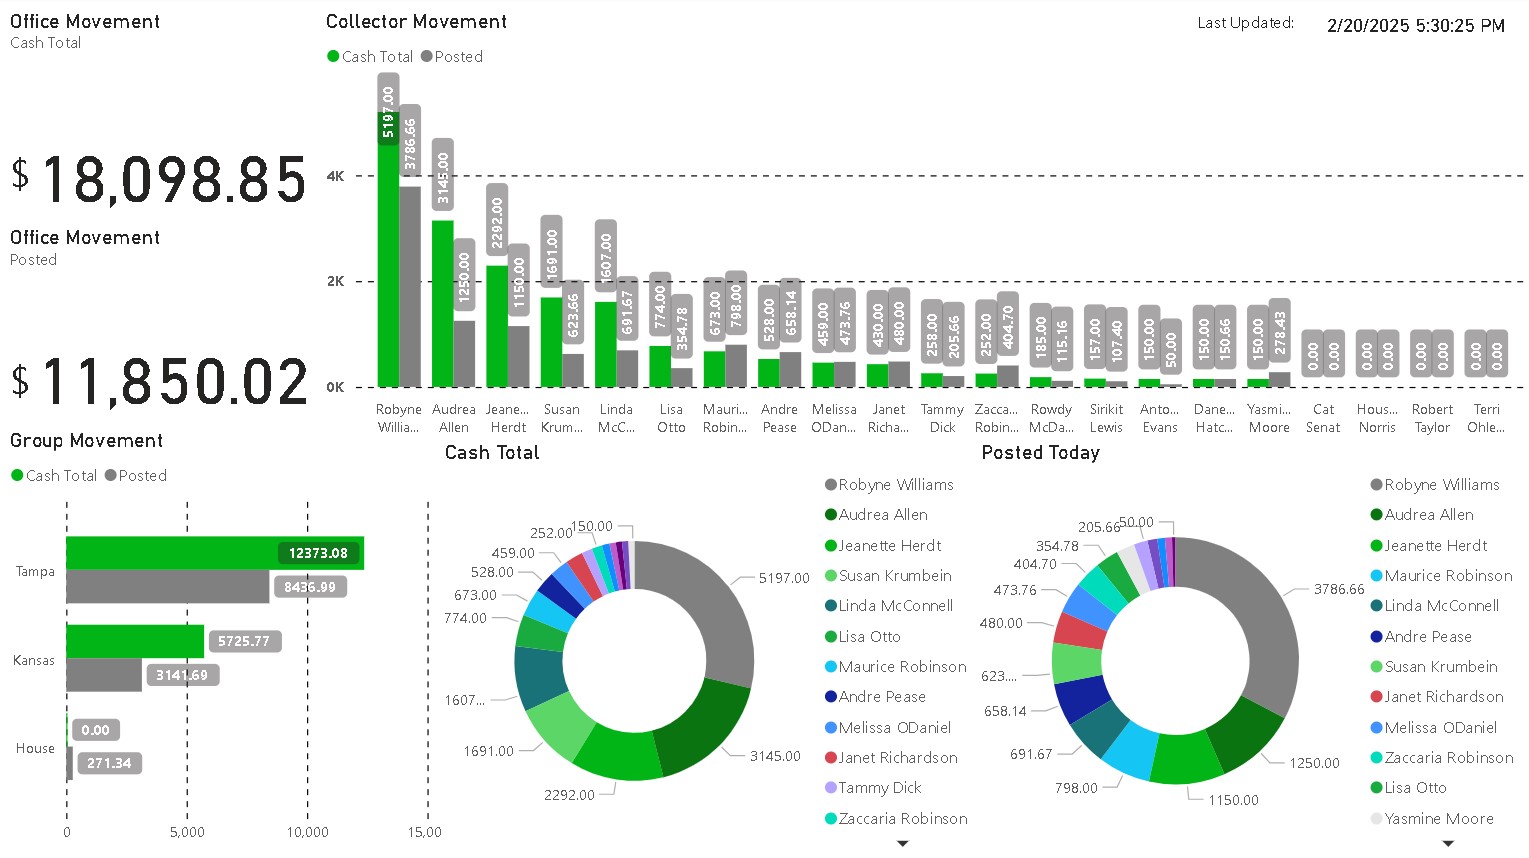 Office Movement
Cash Total
$ 18,098.85
Office Movement
Posted
$ 11,850.02
Collector Movement
Last Updated: 2/20/2025 5:30:25 PM
Cash Total Posted
4K
2K
0K
5197.00 3786.66 3145.00 1250.00 2292.00 1150.00 1691.00 623.66 1607.00 691.67 774.00 354.78 673.00 798.00 528.00 658.14 459.00 473.76 430.00 480.00 258.00 205.66 252.00 404.70 185.00 115.16 157.00 107.40 150.00 50.00 150.00 150.66 150.00 278.43 0.00 0.00 0.00 0.00 0.00 0.00 0.00 0.00
Robyne Audrea Jeane... Susan Linda Lisa Mauri... Andre Melissa Janet Tammy Zacca... Rowdy Sirikit Anto... Dane... Yasmi... Cat Hous... Robert Terri
Willia... Allen Herdt Krum... McC... Otto Robin... Pease ODan... Richa... Dick Robin... McDa... Lewis Evans Hatc... Moore Senat Norris Taylor Ohle...
Group Movement
Cash Total Posted
Tampa
12373.08
8436.99
Kansas
5725.77
3141.69
House
0.00
271.34
0 5,000 10,000 15,00
Cash Total
150.00
252.00
459.00
528.00
673.00
774.00
1607...
1691.00
2292.00
3145.00
5197.00
Robyne Williams
Audrea Allen
Jeanette Herdt
Susan Krumbein
Linda McConnell
Lisa Otto
Maurice Robinson
Andre Pease
Melissa ODaniel
Janet Richardson
Tammy Dick
Zaccaria Robinson
Posted Today
50.00
205.66
354.78
404.70
473.76
480.00
623....
658.14
691.67
798.00
1150.00
1250.00
3786.66
Robyne Williams
Audrea Allen
Jeanette Herdt
Maurice Robinson
Linda McConnell
Andre Pease
Susan Krumbein
Janet Richardson
Melissa ODaniel
Zaccaria Robinson
Lisa Otto
Yasmine Moore